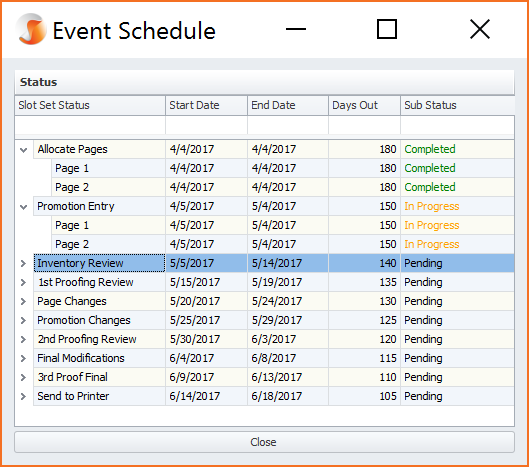 Event Schedule
Status
Slot Set Status Start Date End Date Days Out Sub Status
Allocate Pages 4/4/2017 4/4/2017 180 Completed
Page 1 4/4/2017 4/4/2017 180 Completed
Page 2 4/4/2017 4/4/2017 180 Completed
Promotion Entry 4/5/2017 5/4/2017 150 In Progress
Page 1 4/5/2017 5/4/2017 150 In Progress
Page 2 4/5/2017 5/4/2017 150 In Progress
Inventory Review 5/5/2017 5/14/2017 140 Pending
1st Proofing Review 5/15/2017 5/19/2017 135 Pending
Page Changes 5/20/2017 5/24/2017 130 Pending
Promotion Changes 5/25/2017 5/29/2017 125 Pending
2nd Proofing Review 5/30/2017 6/3/2017 120 Pending
Final Modifications 6/4/2017 6/8/2017 115 Pending
3rd Proof Final 6/9/2017 6/13/2017 110 Pending
Send to Printer 6/14/2017 6/18/2017 105 Pending
Close